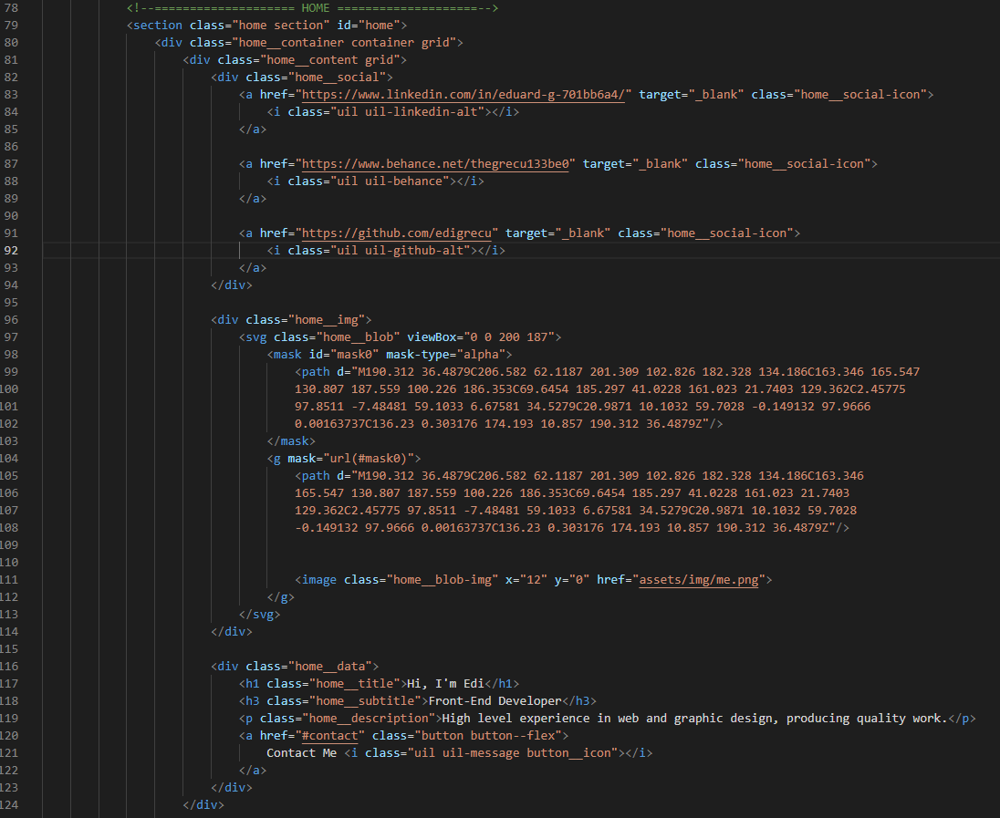 78 <!--==================== HOME ====================-->
79 <section class="home section" id="home">
80 <div class="home__container container grid">
81 <div class="home__content grid">
82 <div class="home__social">
83 <a href="https://www.linkedin.com/in/eduard-g-701bb6a4/" target="_blank" class="home__social-icon">
84 <i class="uil uil-linkedin-alt"></i>
85 </a>
86
87 <a href="https://www.behance.net/thegrecu133be0" target="_blank" class="home__social-icon">
88 <i class="uil uil-behance"></i>
89 </a>
90
91 <a href="https://github.com/edigrecu" target="_blank" class="home__social-icon">
92 <i class="uil uil-github-alt"></i>
93 </a>
94 </div>
95
96 <div class="home__img">
97 <svg class="home__blob" viewBox="0 0 200 187">
98 <mask id="mask0" mask-type="alpha">
99 <path d="M190.312 36.4879C206.582 62.1187 201.309 102.826 182.328 134.186C163.346 165.547
100 130.807 187.559 100.226 186.353C69.6454 185.297 41.0228 161.023 21.7403 129.362C2.45775
101 97.8511 -7.48481 59.1033 6.67581 34.5279C20.9871 10.1032 59.7028 -0.149132 97.9666
102 0.00163737C136.23 0.303176 174.193 10.857 190.312 36.4879Z"/>
103 </mask>
104 <g mask="url(#mask0)">
105 <path d="M190.312 36.4879C206.582 62.1187 201.309 102.826 182.328 134.186C163.346
106 165.547 130.807 187.559 100.226 186.353C69.6454 185.297 41.0228 161.023 21.7403
107 129.362C2.45775 97.8511 -7.48481 59.1033 6.67581 34.5279C20.9871 10.1032 59.7028
108 -0.149132 97.9666 0.00163737C136.23 0.303176 174.193 10.857 190.312 36.4879Z"/>
109
110
111 <image class="home__blob-img" x="12" y="0" href="assets/img/me.png">
112 </g>
113 </svg>
114 </div>
115
116 <div class="home__data">
117 <h1 class="home__title">Hi, I'm Edi</h1>
118 <h3 class="home__subtitle">Front-End Developer</h3>
119 <p class="home__description">High level experience in web and graphic design, producing quality work.</p>
120 <a href="#contact" class="button button--flex">
121 Contact Me <i class="uil uil-message button__icon"></i>
122 </a>
123 </div>
124 </div>